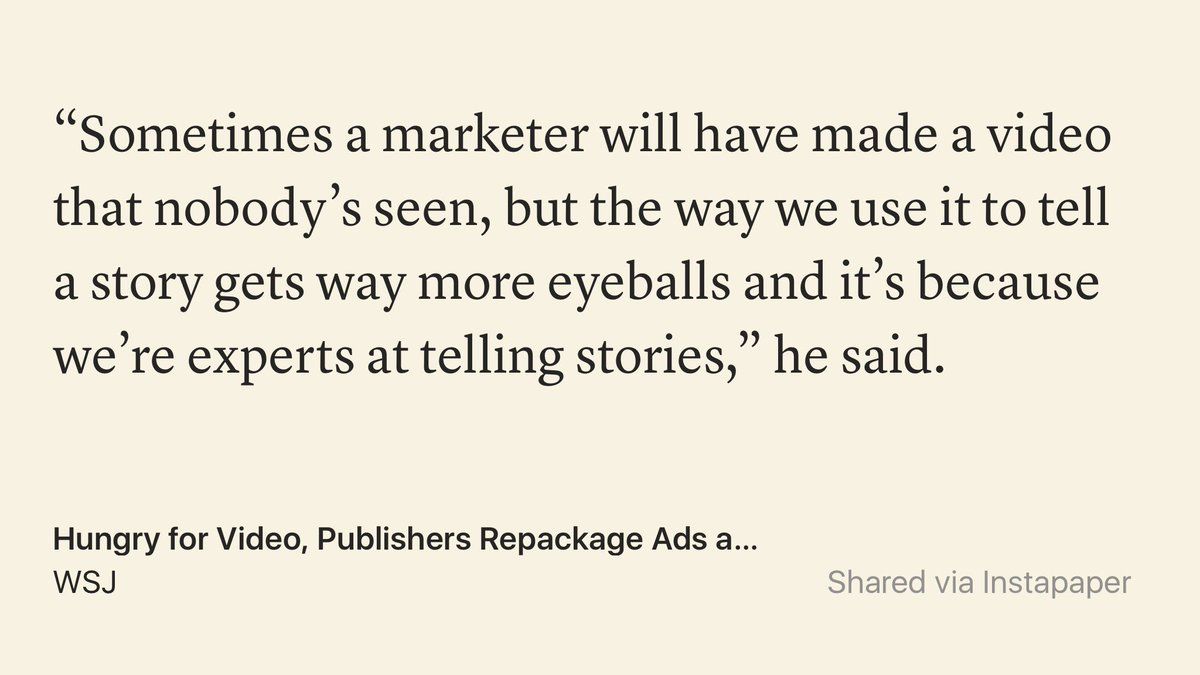 “Sometimes a marketer will have made a video
that nobody’s seen, but the way we use it to tell
a story gets way more eyeballs and it’s because
we’re experts at telling stories,” he said.
Hungry for Video, Publishers Repackage Ads a...
WSJ
Shared via Instapaper